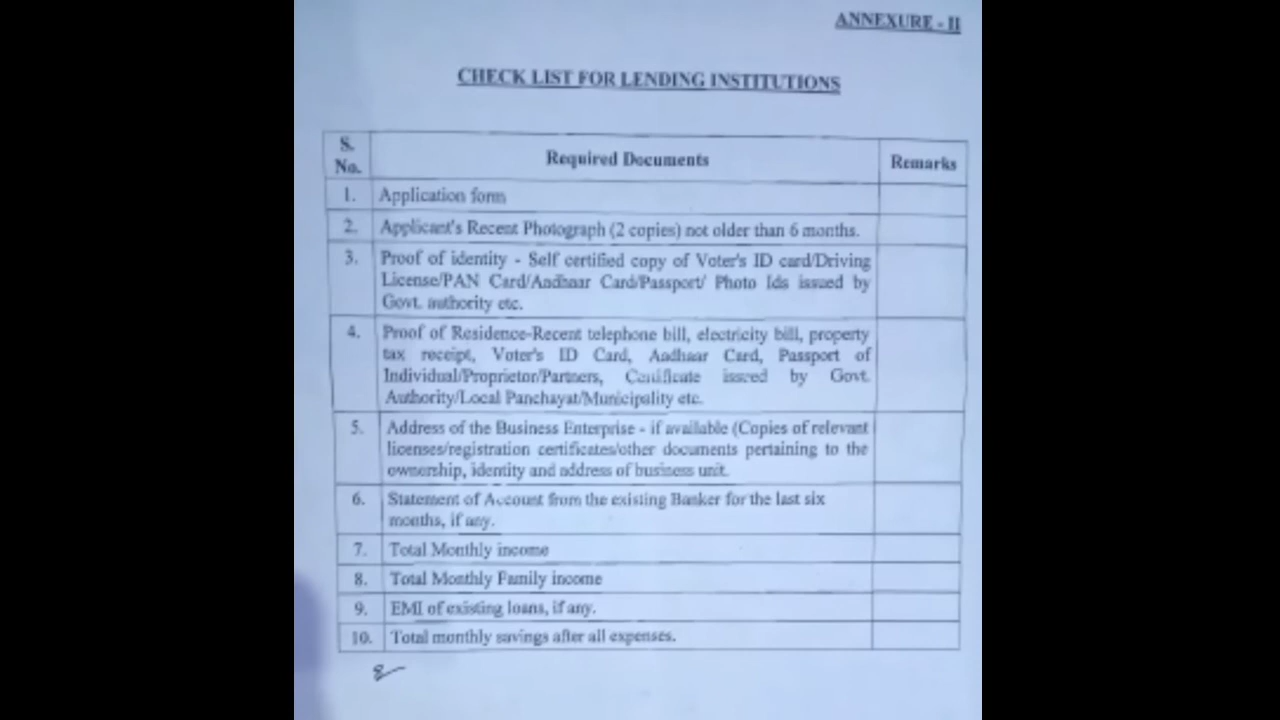 ANNEXURE - II
CHECK LIST FOR LENDING INSTITUTIONS
S. No. Required Documents Remarks
1. Application form
2. Applicant's Recent Photograph (2 copies) not older than 6 months.
3. Proof of identity - Self certified copy of Voter's ID card/Driving
License/PAN Card/Aadhaar Card/Passport/ Photo Ids issued by
Govt. authority etc.
4. Proof of Residence-Recent telephone bill, electricity bill, property
tax receipt, Voter's ID Card, Aadhaar Card, Passport of
Individual/Proprietor/Partners, Certificate issued by Govt.
Authority/Local Panchayat/Municipality etc.
5. Address of the Business Enterprise - if available (Copies of relevant
licenses/registration certificates/other documents pertaining to the
ownership, identity and address of business unit.
6. Statement of Account from the existing Banker for the last six
months, if any.
7. Total Monthly income
8. Total Monthly Family income
9. EMI of existing loans, if any.
10. Total monthly savings after all expenses.